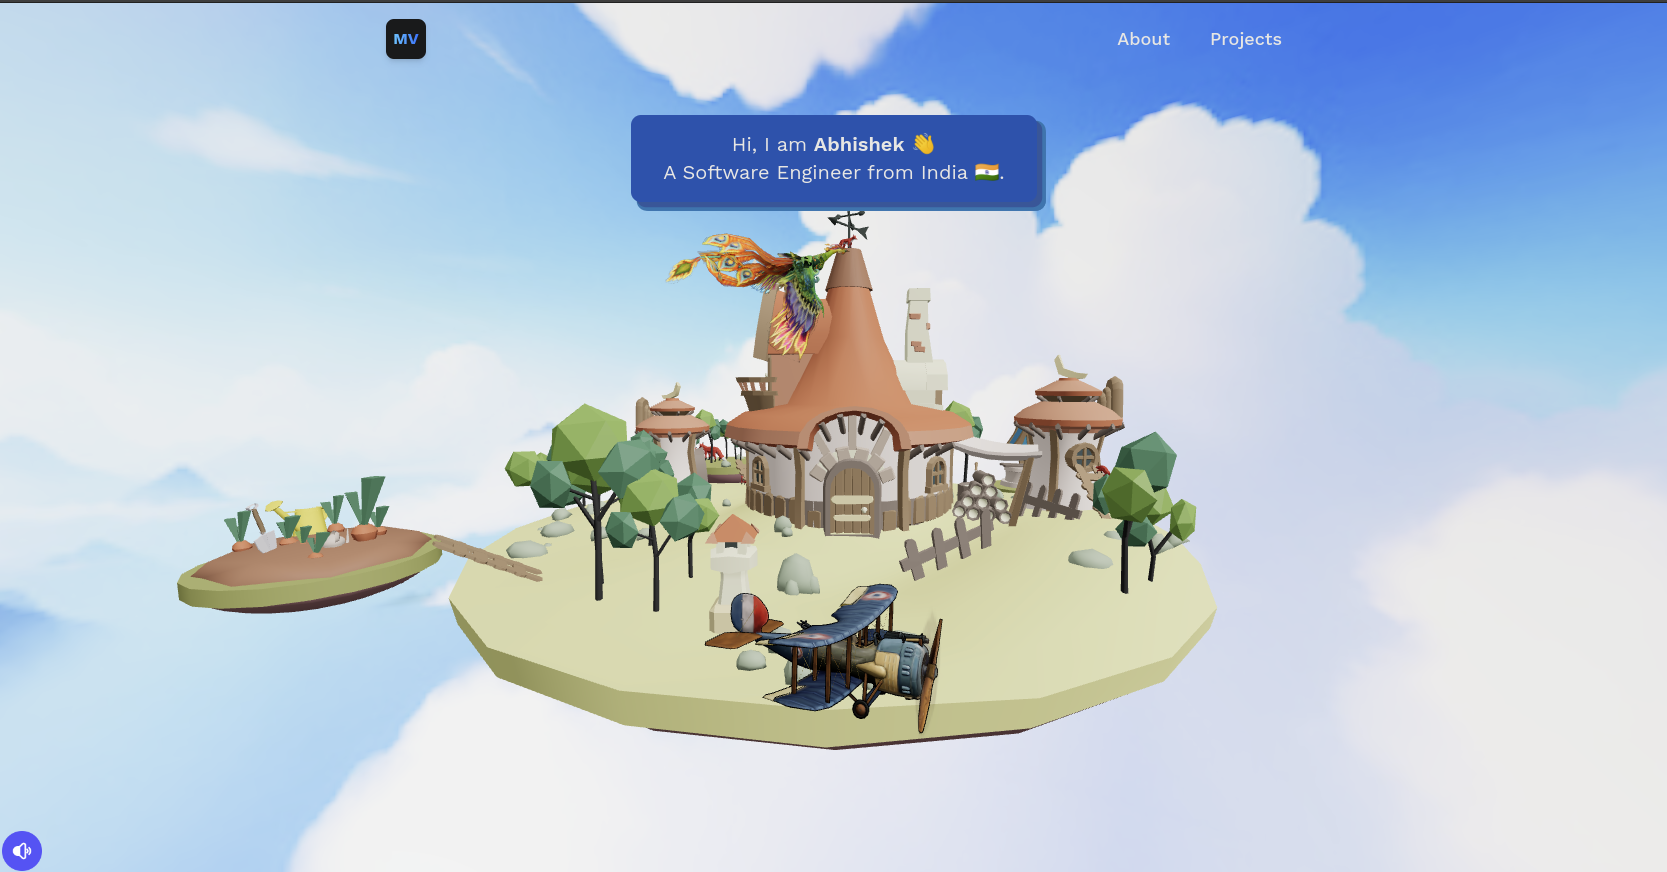 MV
About
Projects
Hi, I am Abhishek 👋
A Software Engineer from India 🇮🇳.